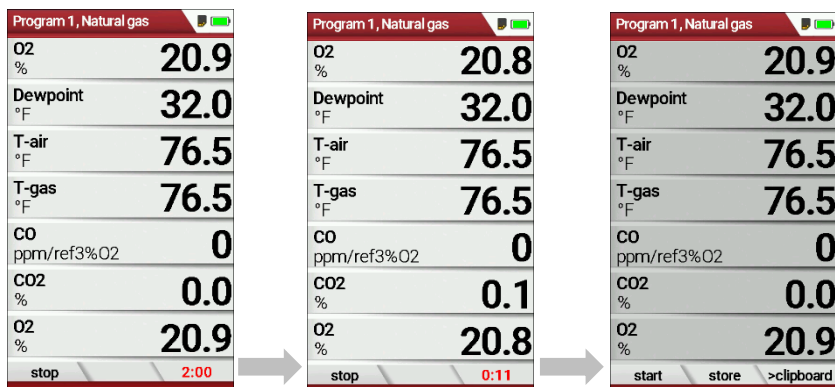 Program 1, Natural gas
O2
% 20.9
Dewpoint
°F 32.0
T-air
°F 76.5
T-gas
°F 76.5
CO
ppm/ref3%O2 0
CO2
% 0.0
O2
% 20.9
stop 2:00
Program 1, Natural gas
O2
% 20.8
Dewpoint
°F 32.0
T-air
°F 76.5
T-gas
°F 76.5
CO
ppm/ref3%O2 0
CO2
% 0.1
O2
% 20.8
stop 0:11
Program 1, Natural gas
O2
% 20.9
Dewpoint
°F 32.0
T-air
°F 76.5
T-gas
°F 76.5
CO
ppm/ref3%O2 0
CO2
% 0.0
O2
% 20.9
start store >clipboard